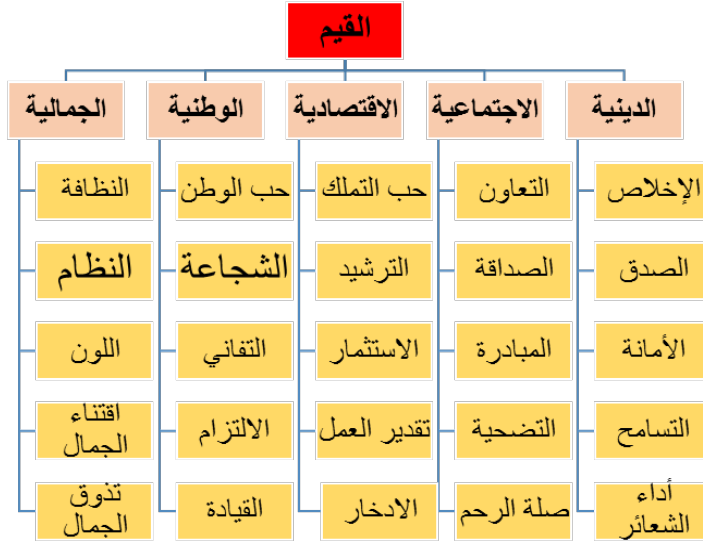 القيم
الدينية
الاجتماعية
الاقتصادية
الوطنية
الجمالية
الإخلاص
التعاون
حب التملك
حب الوطن
النظافة
الصدق
الصداقة
الترشيد
الشجاعة
النظام
الأمانة
المبادرة
الاستثمار
التفاني
اللون
التسامح
التضحية
تقدير العمل
الالتزام
اقتناء
الجمال
أداء
الشعائر
صلة الرحم
الادخار
القيادة
تذوق
الجمال